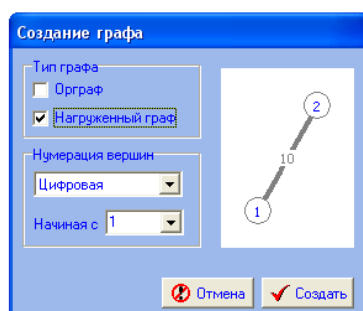 Создание графа
Тип графа
Орграф
Нагруженный граф
Нумерация вершин
Цифровая
Начиная с 1
2
10
1
Отмена
Создать